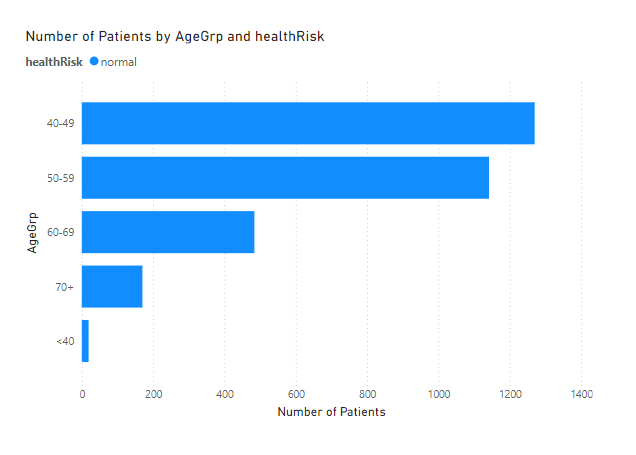 Number of Patients by AgeGrp and healthRisk
healthRisk normal
40-49
50-59
60-69
70+
<40
AgeGrp
0 200 400 600 800 1000 1200 1400
Number of Patients